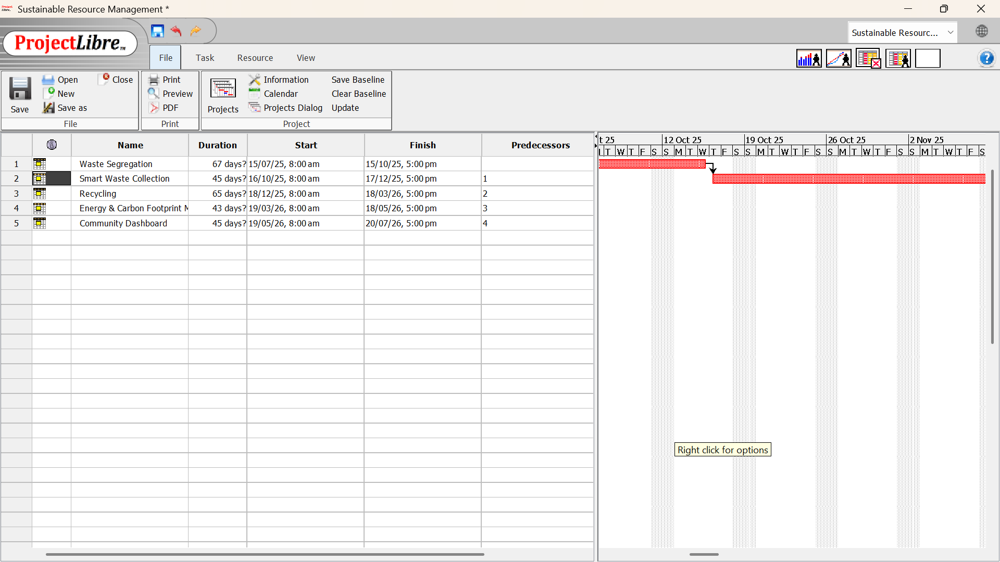 Sustainable Resource Management *
ProjectLibre™
Sustainable Resourc...
File Task Resource View
Save
Open
New
Save as
Close
File
Print
Preview
PDF
Print
Projects
Information
Calendar
Projects Dialog
Save Baseline
Clear Baseline
Update
Project
Name Duration Start Finish Predecessors
1 Waste Segregation 67 days? 15/07/25, 8:00 am 15/10/25, 5:00 pm
2 Smart Waste Collection 45 days? 16/10/25, 8:00 am 17/12/25, 5:00 pm 1
3 Recycling 65 days? 18/12/25, 8:00 am 18/03/26, 5:00 pm 2
4 Energy & Carbon Footprint M 43 days? 19/03/26, 8:00 am 18/05/26, 5:00 pm 3
5 Community Dashboard 45 days? 19/05/26, 8:00 am 20/07/26, 5:00 pm 4
t 25 12 Oct 25 19 Oct 25 26 Oct 25 2 Nov 25
T W T F S S M T W T F S S M T W T F S S M T W T F S S M T W T F S
Right click for options